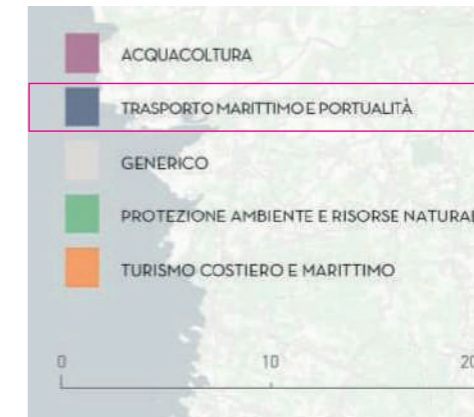 ACQUACOLTURA
TRASPORTO MARITTIMO E PORTUALITÀ
GENERICO
PROTEZIONE AMBIENTE E RISORSE NATURAL
TURISMO COSTIERO E MARITTIMO
0 10 20